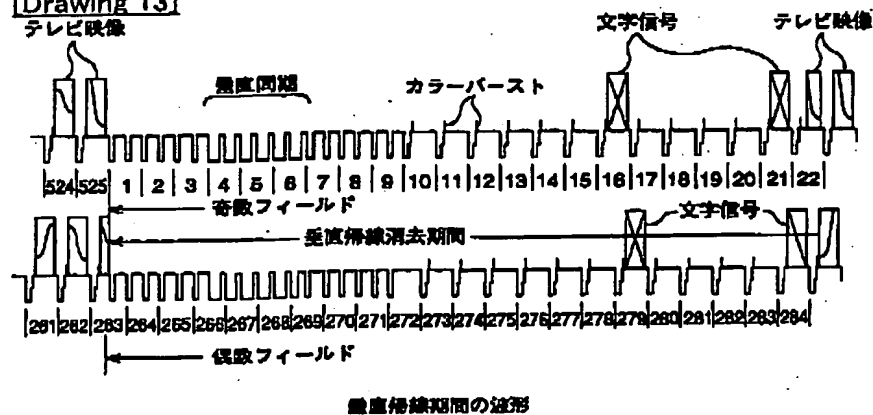 [Drawing 13]
テレビ映像 文字信号 テレビ映像
垂直同期 カラーバースト
524 525 1 2 3 4 5 6 7 8 9 10 11 12 13 14 15 16 17 18 19 20 21 22
奇数フィールド
文字信号
垂直帰線消去期間
261 262 263 264 265 266 267 268 269 270 271 272 273 274 275 276 277 278 279 280 281 282 283 284
偶数フィールド
垂直帰線期間の波形